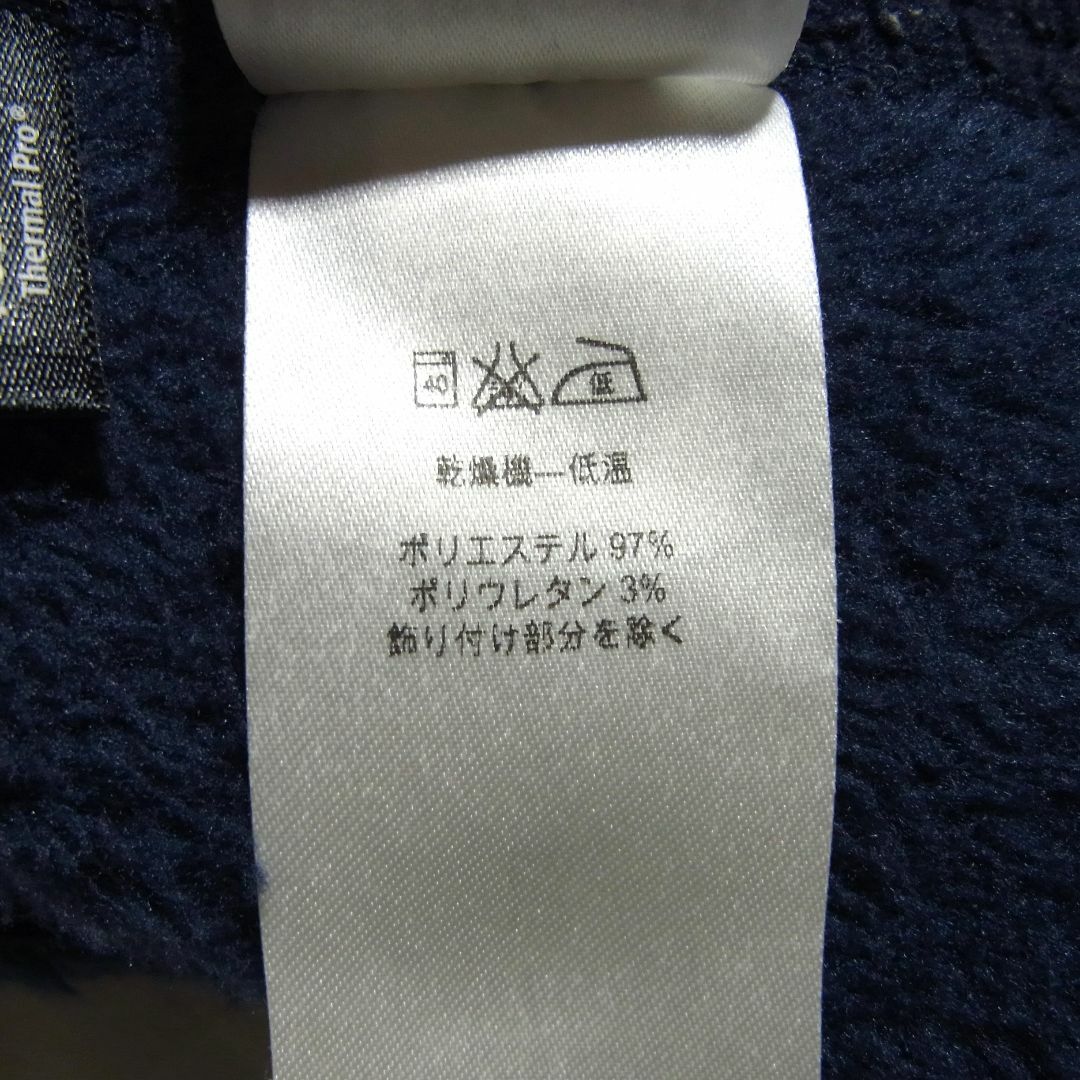 Thermal Pro®
40 低
乾燥機—低温
ポリエステル 97%
ポリウレタン 3%
飾り付け部分を除く